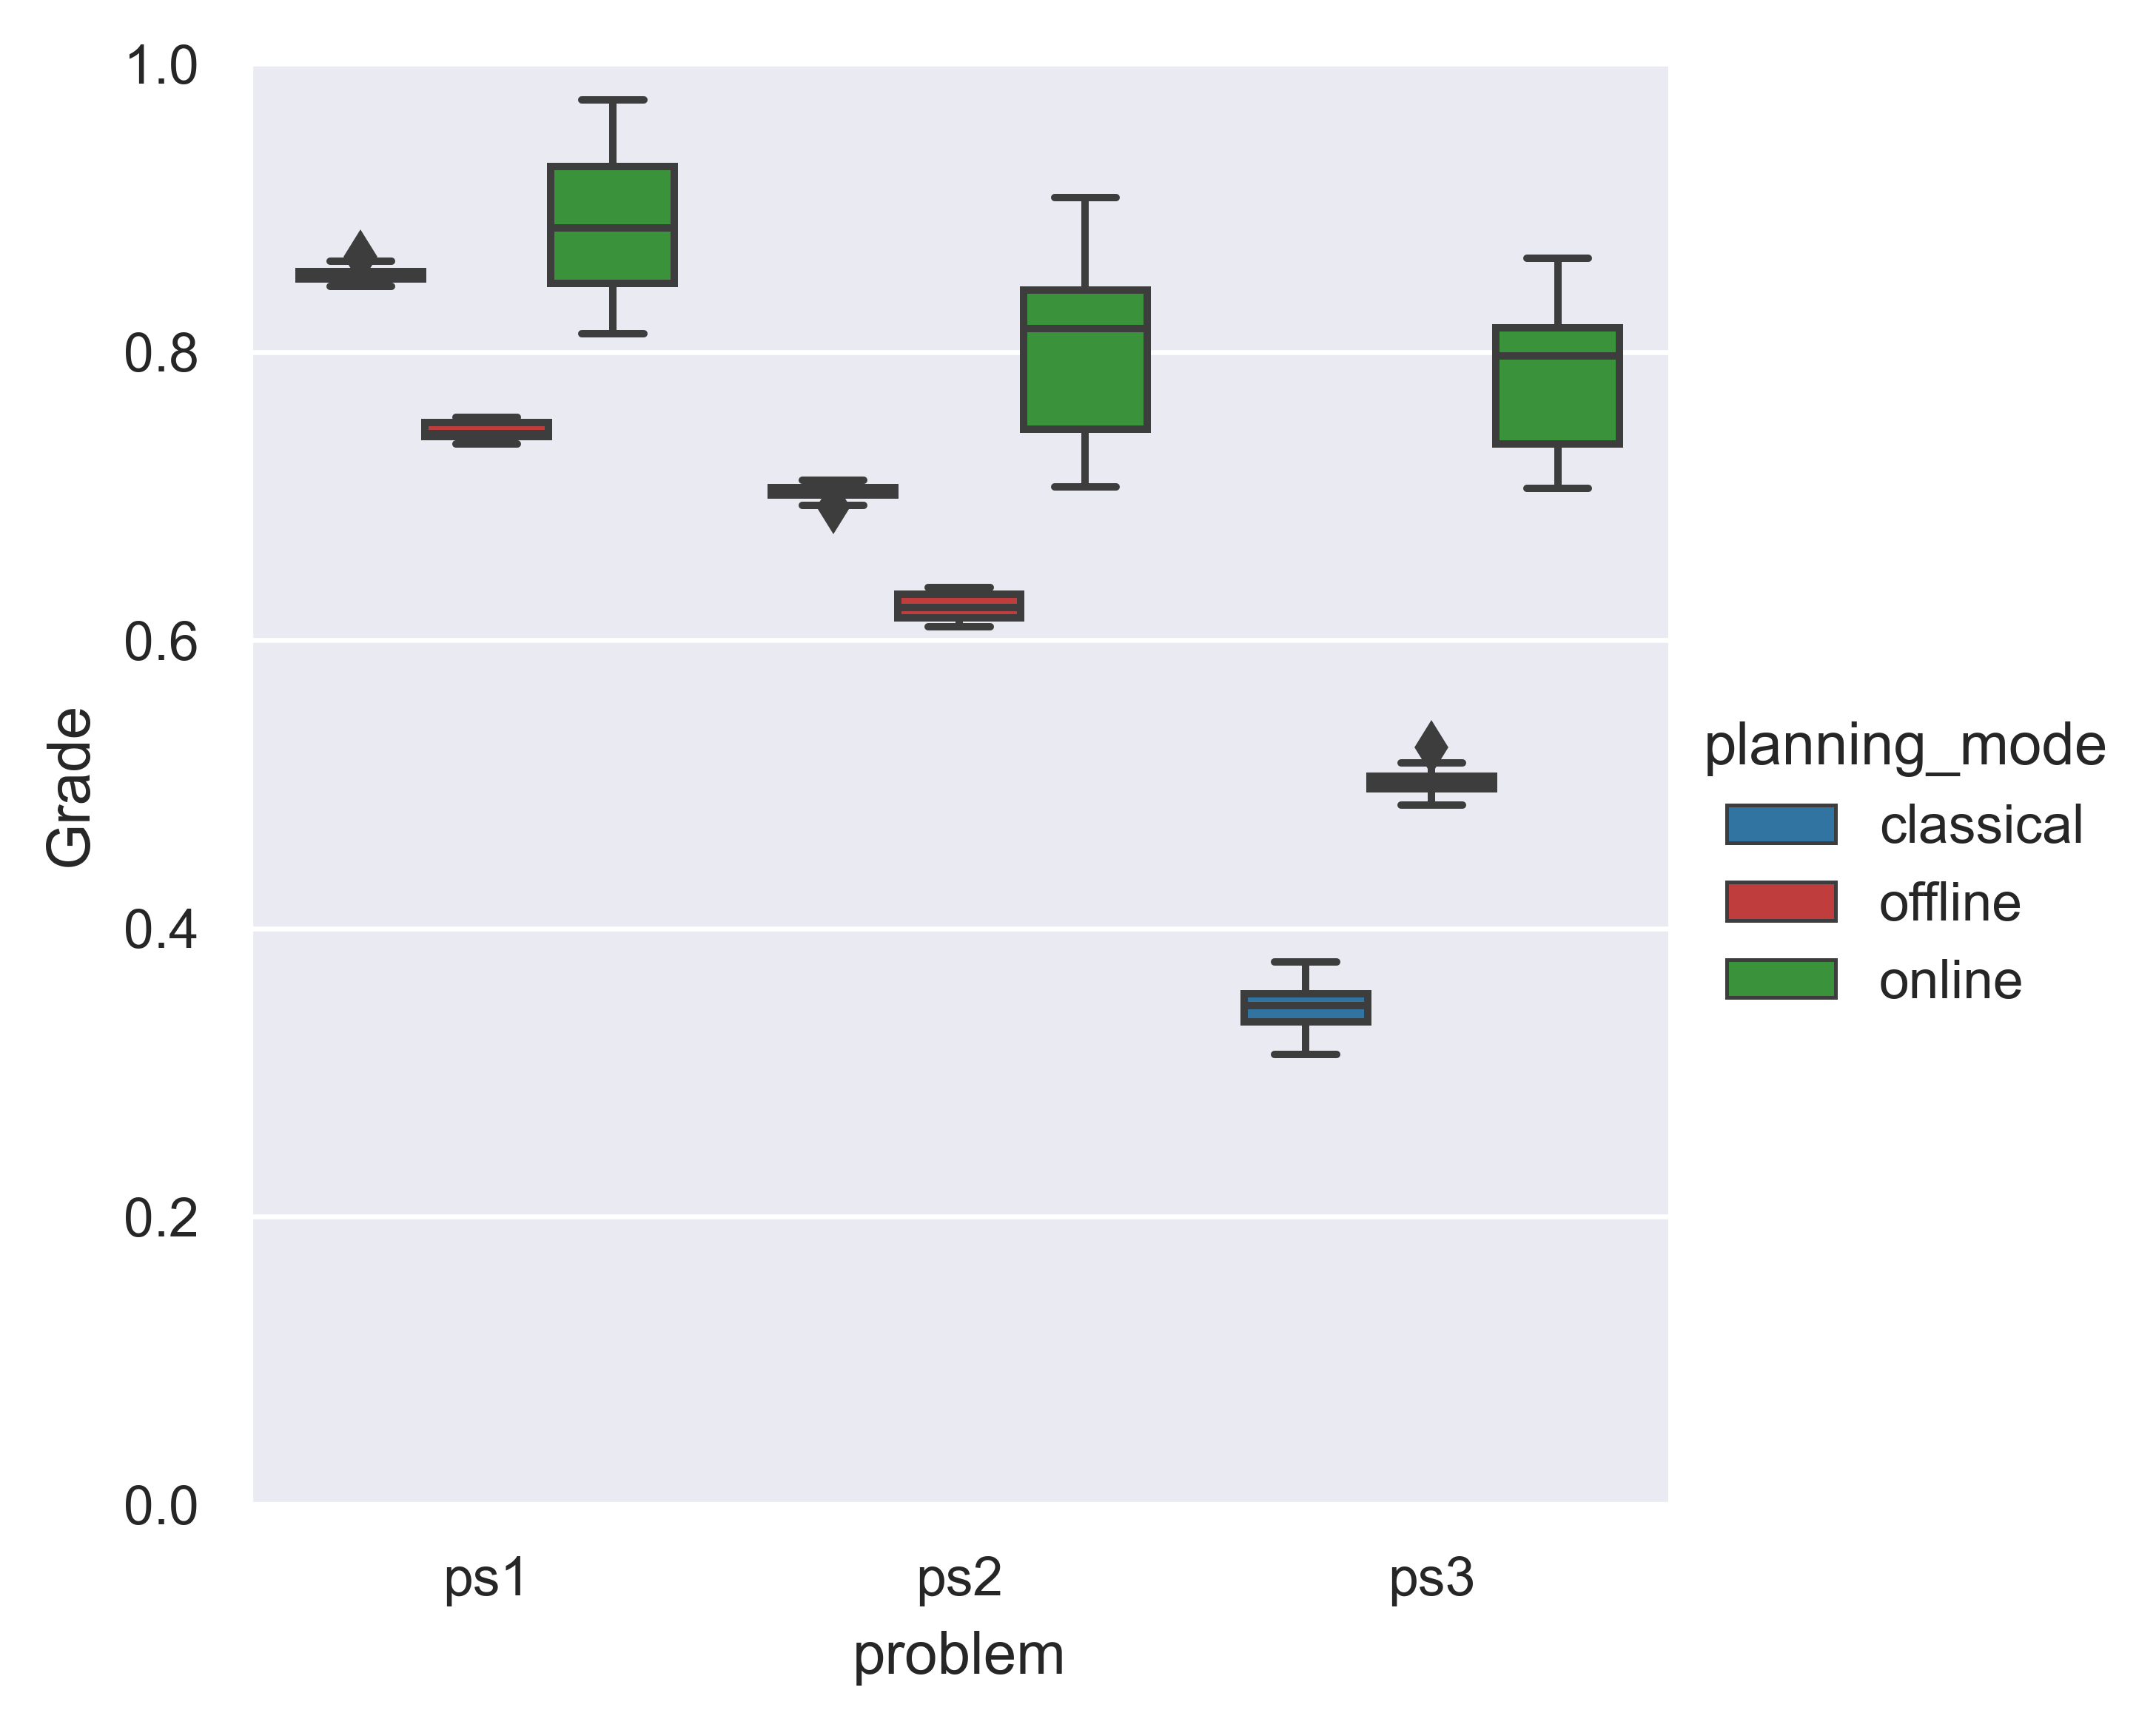 1.0
0.8
0.6
0.4
0.2
0.0
Grade
ps1
ps2
ps3
problem
planning_mode
classical
offline
online